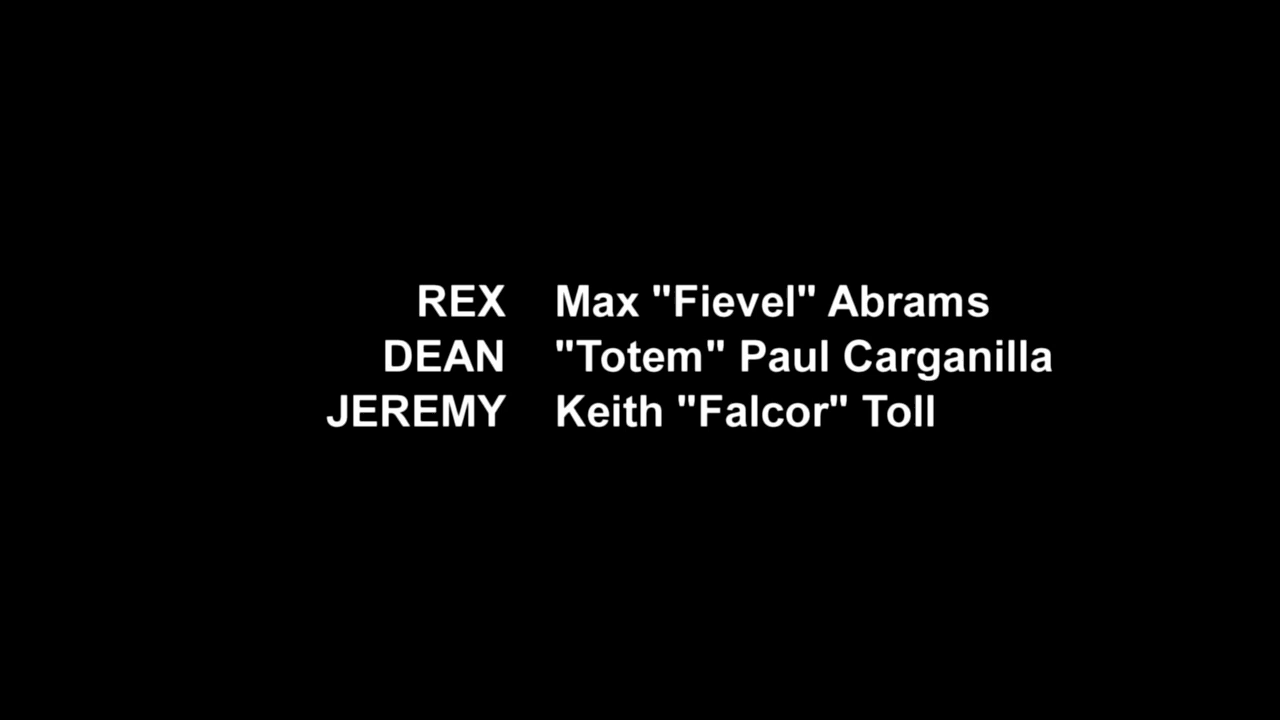 REX Max "Fievel" Abrams
DEAN "Totem" Paul Carganilla
JEREMY Keith "Falcor" Toll